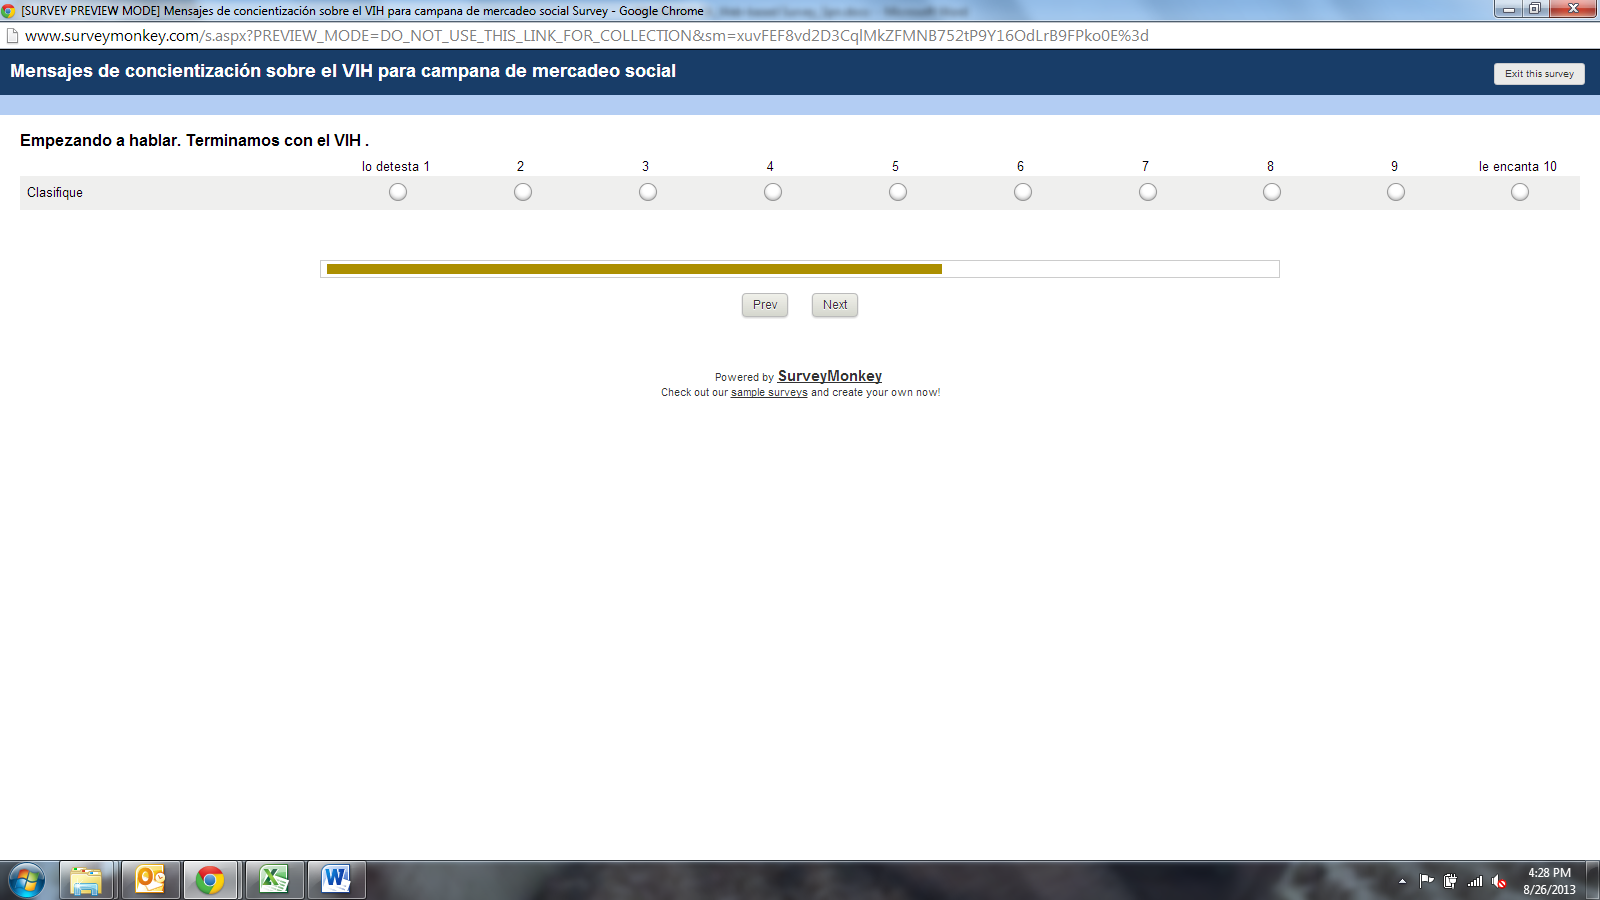 [SURVEY PREVIEW MODE] Mensajes de concientización sobre el VIH para campana de mercadeo social Survey - Google Chrome
www.surveymonkey.com/s.aspx?PREVIEW_MODE=DO_NOT_USE_THIS_LINK_FOR_COLLECTION&sm=xuvFEF8vd2D3CqlMkZFMNB752tP9Y16OdLrB9FPko0E%3d
Mensajes de concientización sobre el VIH para campana de mercadeo social
Exit this survey
Empezando a hablar. Terminamos con el VIH .
lo detesta 1 2 3 4 5 6 7 8 9 le encanta 10
Clasifique
Prev Next
Powered by SurveyMonkey
Check out our sample surveys and create your own now!
4:28 PM
8/26/2013